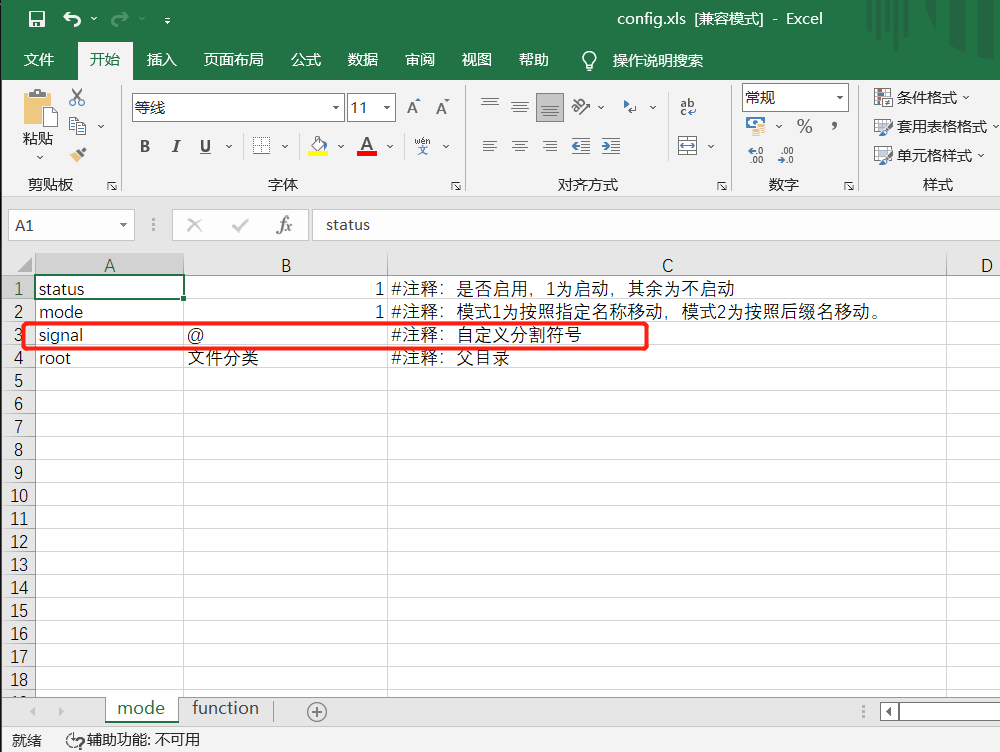 config.xls [兼容模式] - Excel
文件 开始 插入 页面布局 公式 数据 审阅 视图 帮助 操作说明搜索
粘贴
剪贴板
等线 11
B I U A wén 文
字体
ab c
对齐方式
常规
% ,
.00 .00
数字
条件格式
套用表格格式
单元格样式
样式
A1 fx status
A B C D
1 status 1 #注释：是否启用，1为启动，其余为不启动
2 mode 1 #注释：模式1为按照指定名称移动，模式2为按照后缀名移动。
3 signal @ #注释：自定义分割符号
4 root 文件分类 #注释：父目录
5
6
7
8
9
10
11
12
13
14
15
16
17
18
mode function
就绪 辅助功能: 不可用